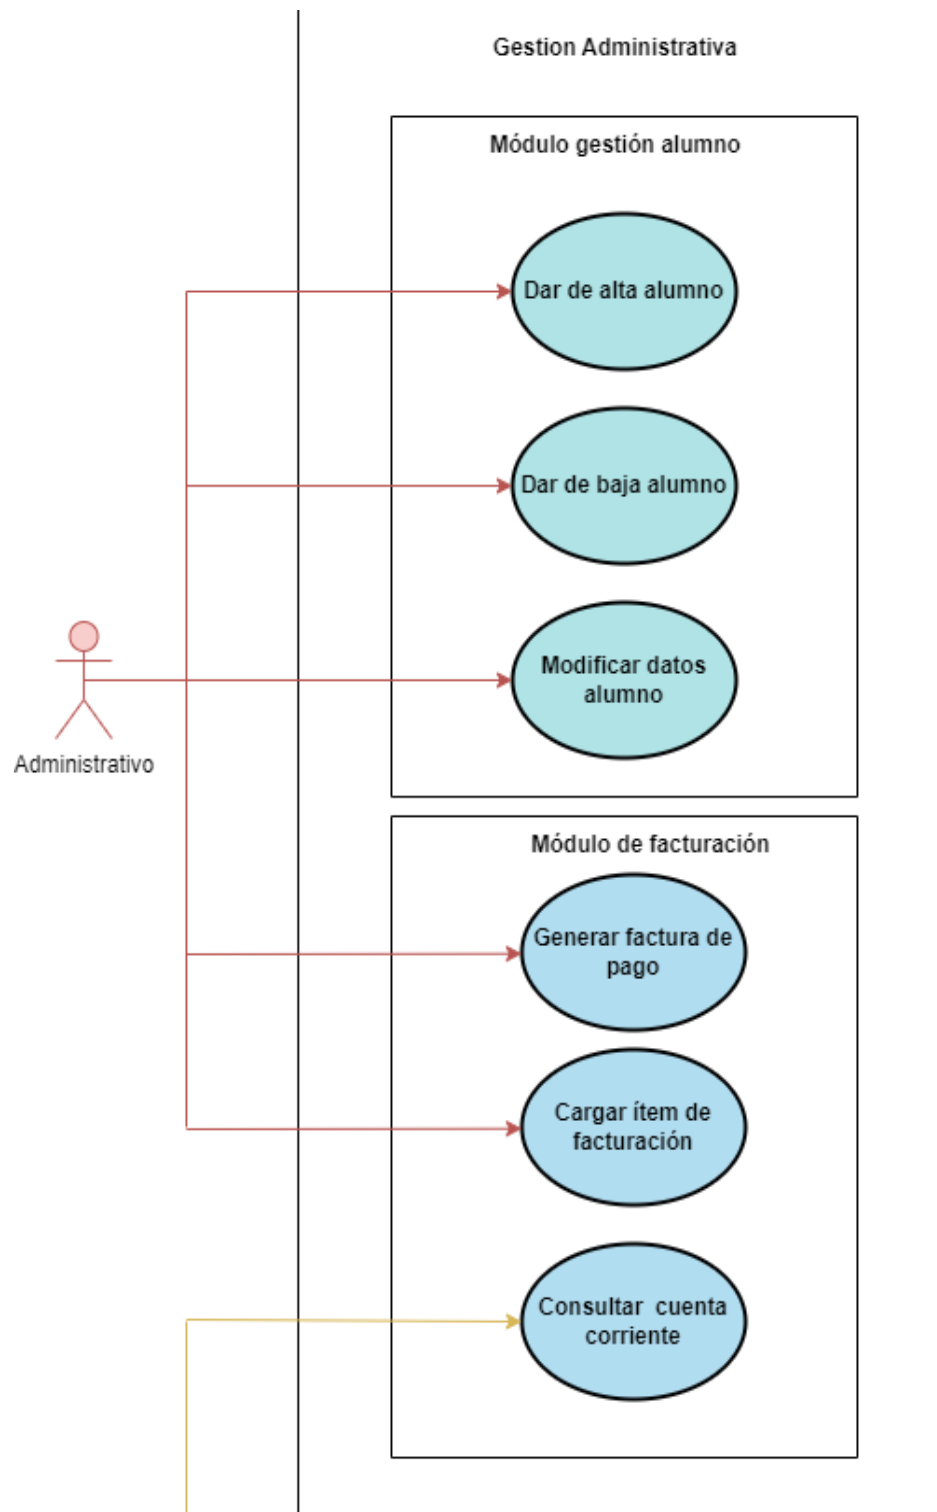 Gestion Administrativa
Módulo gestión alumno
Dar de alta alumno
Dar de baja alumno
Modificar datos
alumno
Administrativo
Módulo de facturación
Generar factura de
pago
Cargar ítem de
facturación
Consultar cuenta
corriente